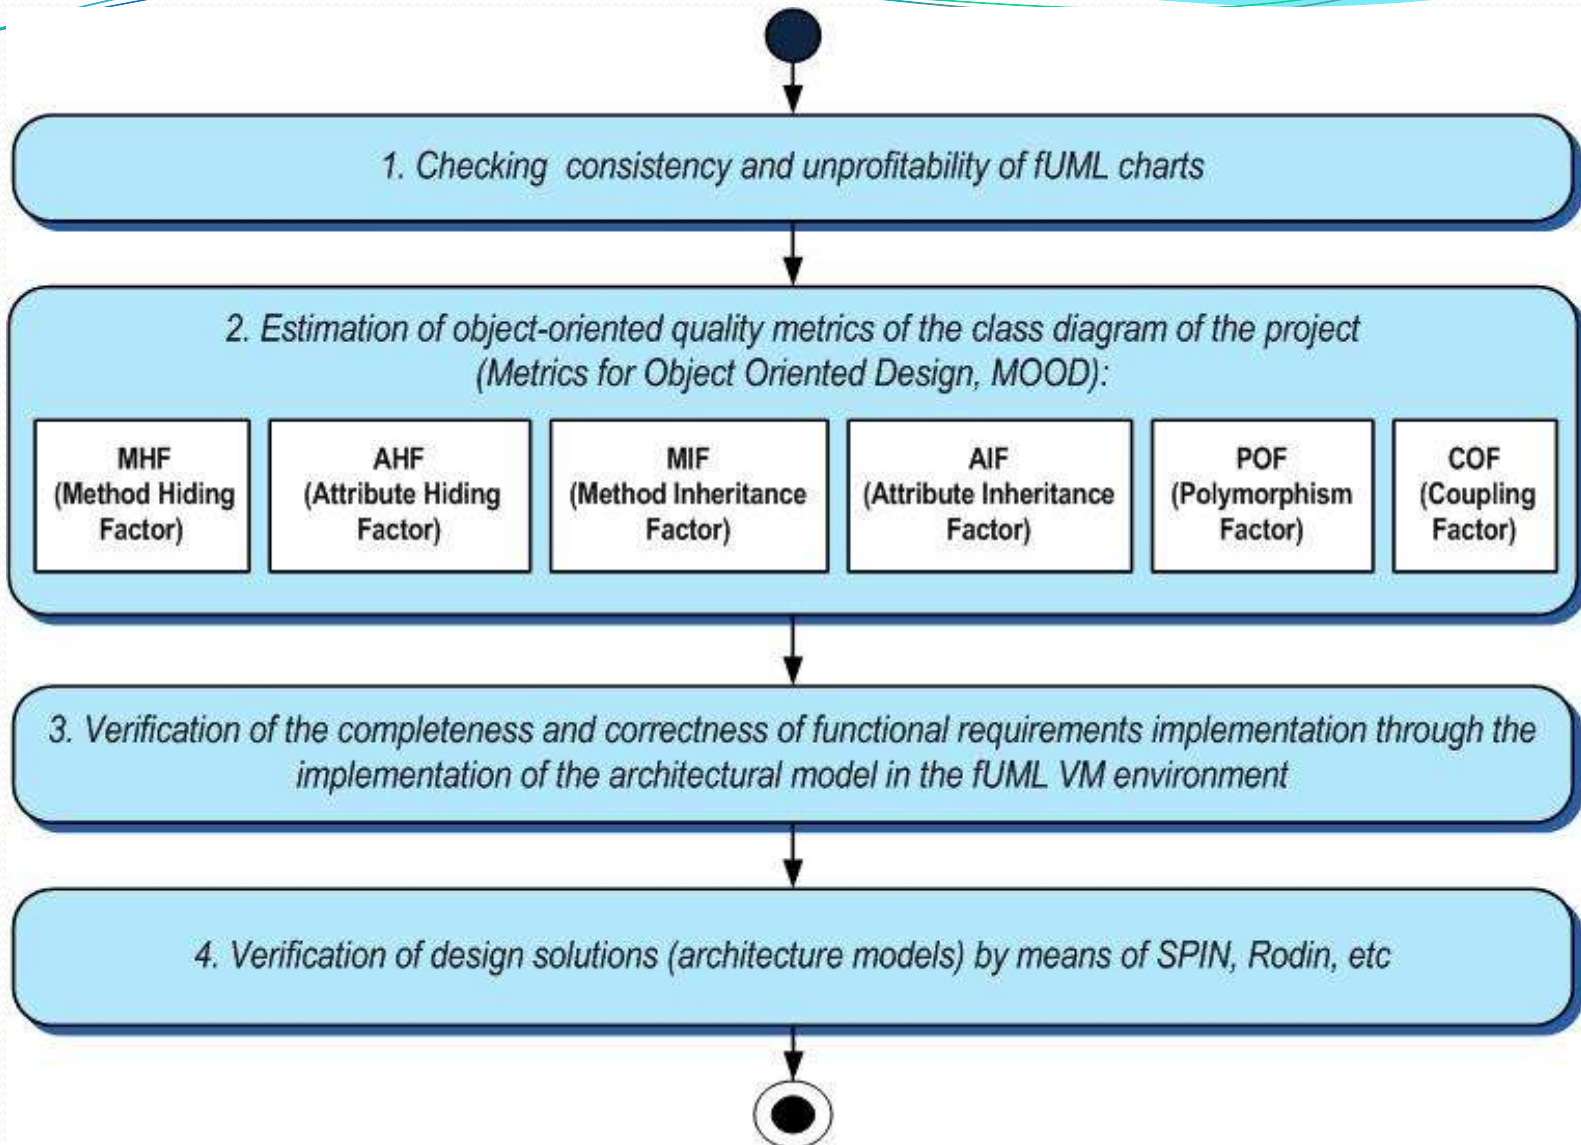 1. Checking consistency and unprofitability of fUML charts
2. Estimation of object-oriented quality metrics of the class diagram of the project
(Metrics for Object Oriented Design, MOOD):
MHF
(Method Hiding
Factor)
AHF
(Attribute Hiding
Factor)
MIF
(Method Inheritance
Factor)
AIF
(Attribute Inheritance
Factor)
POF
(Polymorphism
Factor)
COF
(Coupling
Factor)
3. Verification of the completeness and correctness of functional requirements implementation through the
implementation of the architectural model in the fUML VM environment
4. Verification of design solutions (architecture models) by means of SPIN, Rodin, etc